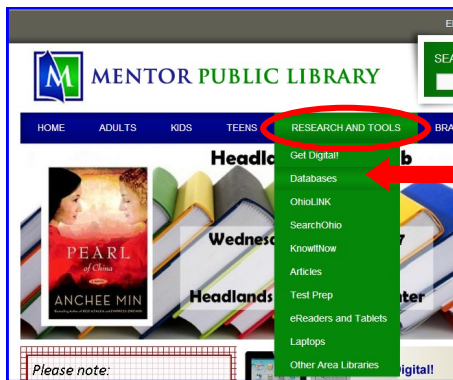 MENTOR PUBLIC LIBRARY
HOME ADULTS KIDS TEENS RESEARCH AND TOOLS
Get Digital!
Databases
OhioLINK
SearchOhio
KnowItNow
Articles
Test Prep
eReaders and Tablets
Laptops
Other Area Libraries
PEARL
of China
ANCHEE MIN
Headlands
Please note: